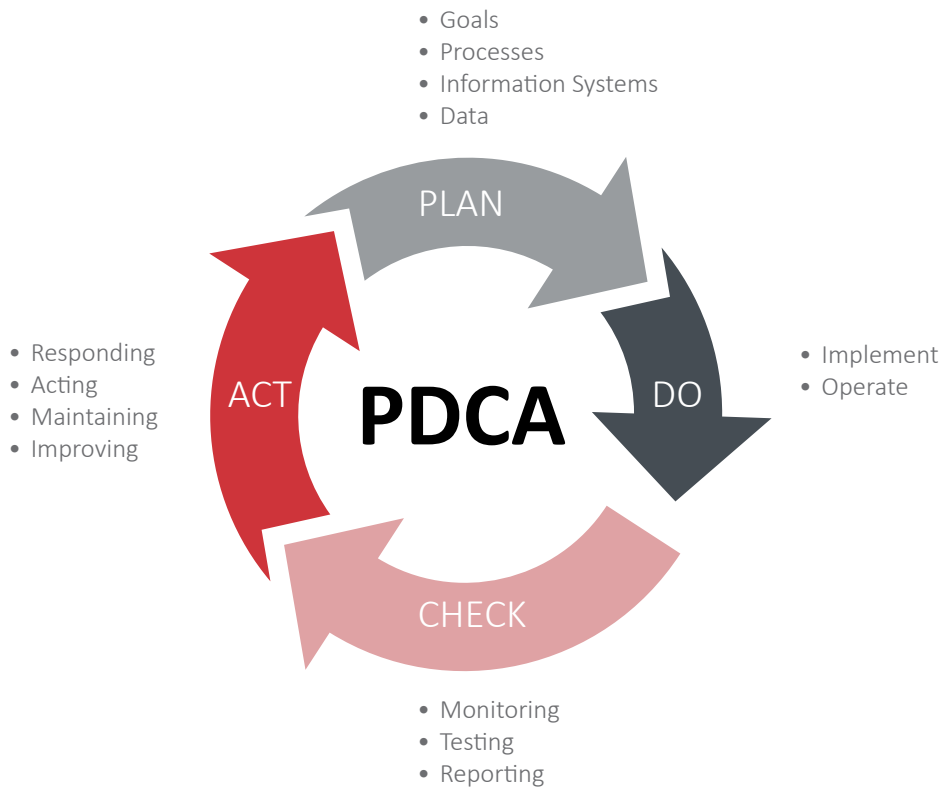 • Goals
• Processes
• Information Systems
• Data
PLAN
DO
• Implement
• Operate
PDCA
ACT
• Responding
• Acting
• Maintaining
• Improving
CHECK
• Monitoring
• Testing
• Reporting